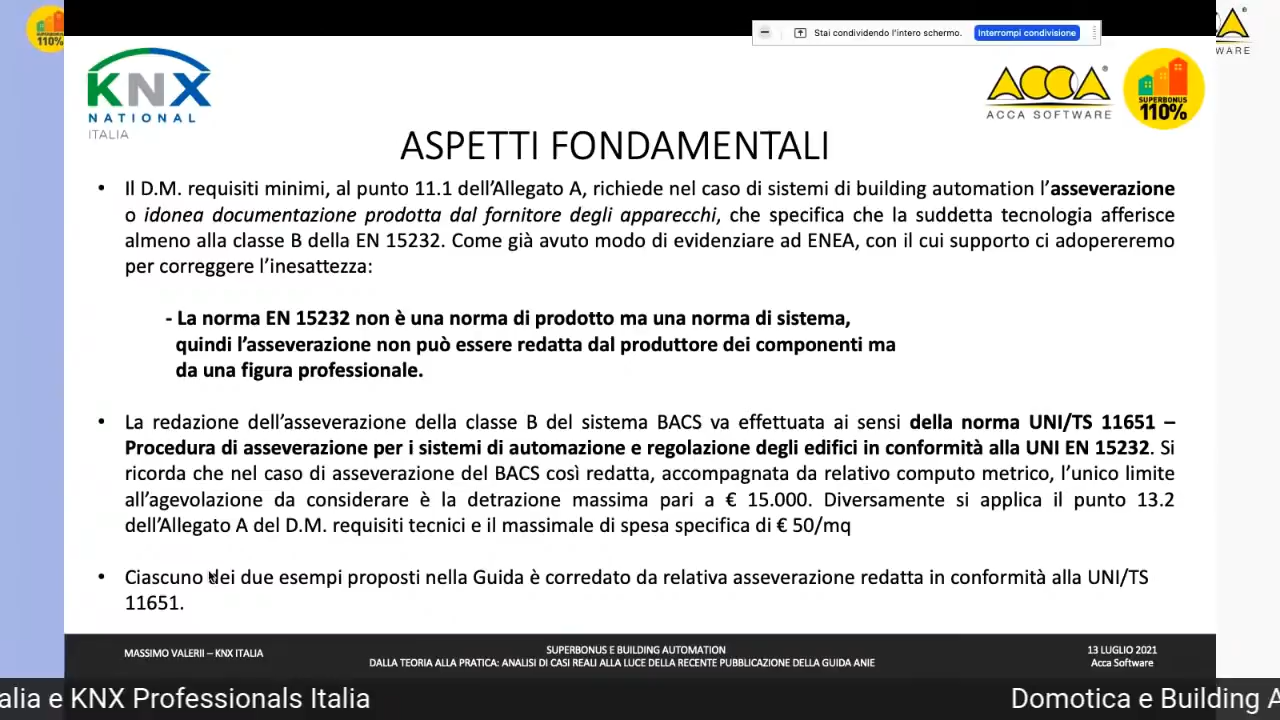 110%
Stai condividendo l'intero schermo. Interrompi condivisione
WARE
KNX
NATIONAL
ITALIA
ACCA
ACCA SOFTWARE
SUPERBONUS
110%
ASPETTI FONDAMENTALI
• Il D.M. requisiti minimi, al punto 11.1 dell'Allegato A, richiede nel caso di sistemi di building automation l'asseverazione
o idonea documentazione prodotta dal fornitore degli apparecchi, che specifica che la suddetta tecnologia afferisce
almeno alla classe B della EN 15232. Come già avuto modo di evidenziare ad ENEA, con il cui supporto ci adopereremo
per correggere l'inesattezza:
- La norma EN 15232 non è una norma di prodotto ma una norma di sistema,
quindi l'asseverazione non può essere redatta dal produttore dei componenti ma
da una figura professionale.
• La redazione dell'asseverazione della classe B del sistema BACS va effettuata ai sensi della norma UNI/TS 11651 –
Procedura di asseverazione per i sistemi di automazione e regolazione degli edifici in conformità alla UNI EN 15232. Si
ricorda che nel caso di asseverazione del BACS così redatta, accompagnata da relativo computo metrico, l'unico limite
all'agevolazione da considerare è la detrazione massima pari a € 15.000. Diversamente si applica il punto 13.2
dell'Allegato A del D.M. requisiti tecnici e il massimale di spesa specifica di € 50/mq
• Ciascuno dei due esempi proposti nella Guida è corredato da relativa asseverazione redatta in conformità alla UNI/TS
11651.
MASSIMO VALERII – KNX ITALIA
SUPERBONUS E BUILDING AUTOMATION
DALLA TEORIA ALLA PRATICA: ANALISI DI CASI REALI ALLA LUCE DELLA RECENTE PUBBLICAZIONE DELLA GUIDA ANIE
13 LUGLIO 2021
Acca Software
alia e KNX Professionals Italia
Domotica e Building A